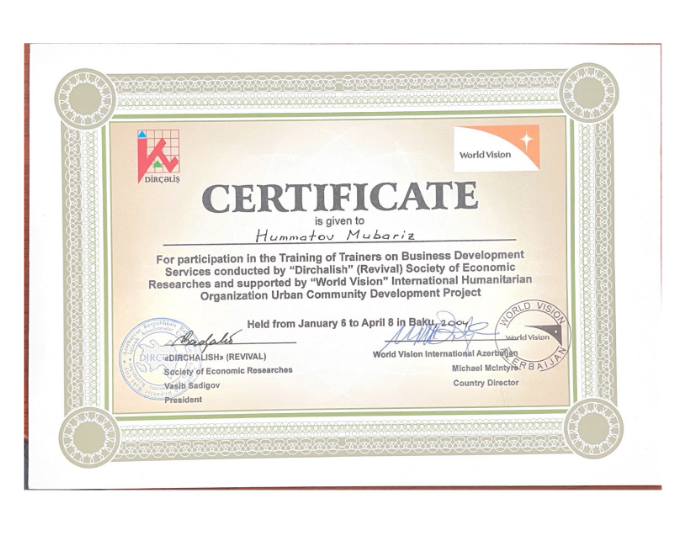 DİRÇƏLİŞ
World Vision
CERTIFICATE
is given to
Hummatov Mubariz
For participation in the Training of Trainers on Business Development
Services conducted by "Dirchalish" (Revival) Society of Economic
Researches and supported by "World Vision" International Humanitarian
Organization Urban Community Development Project
Held from January 6 to April 8 in Baku, 2004
«DIRCHALISH» (REVIVAL)
Society of Economic Researches
Vasib Sadigov
President
World Vision International Azerbaijan
Michael McIntyre
Country Director
WORLD VISION
World Vision
AZERBAIJAN